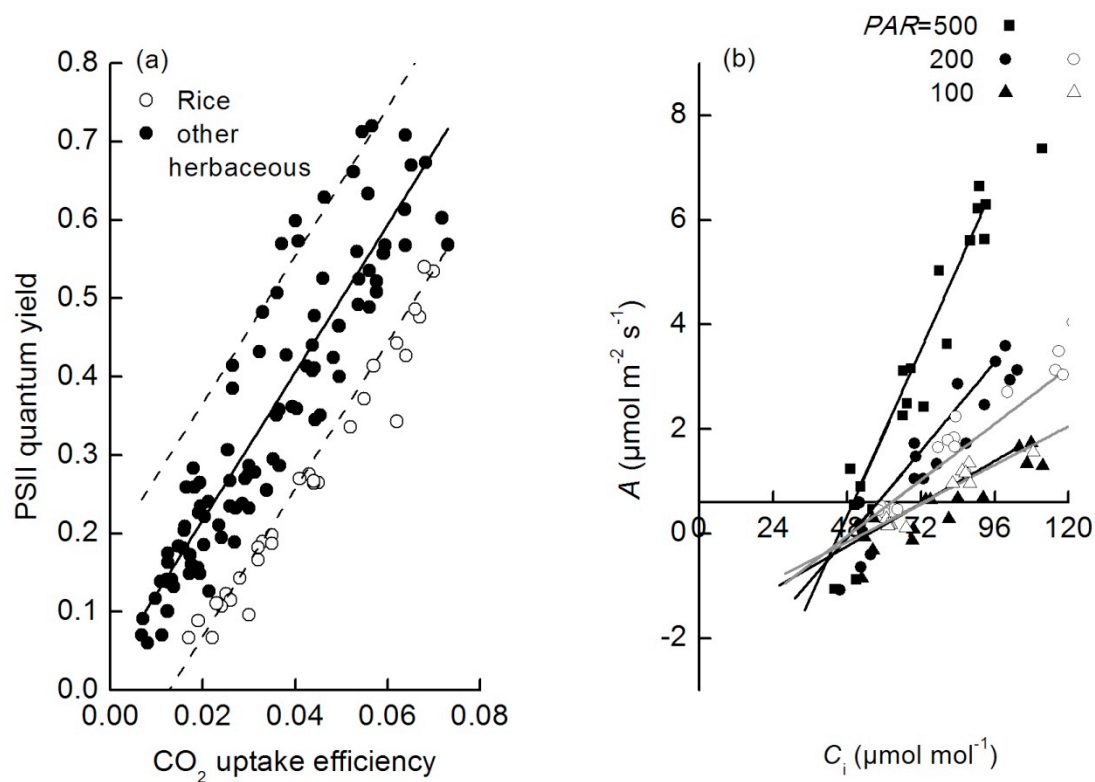 (a)
Rice
other
herbaceous
0.8
0.7
0.6
0.5
0.4
0.3
0.2
0.1
0.0
0.00 0.02 0.04 0.06 0.08
PSII quantum yield
CO₂ uptake efficiency
(b)
PAR=500
200
100
8
6
4
2
0
-2
0 24 48 72 96 120
A (μmol m⁻² s⁻¹)
Cᵢ (μmol mol⁻¹)